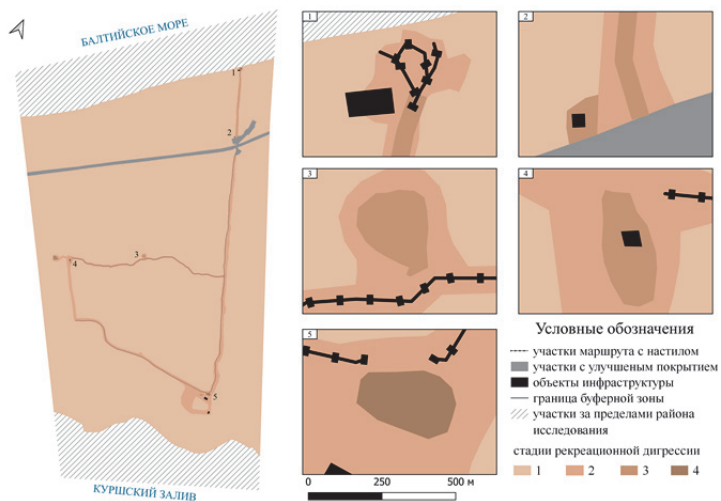 БАЛТИЙСКОЕ МОРЕ
1
2
3
4
5
КУРШСКИЙ ЗАЛИВ
1
2
3
4
5
Условные обозначения
участки маршрута с настилом
участки с улучшеным покрытием
объекты инфраструктуры
граница буферной зоны
участки за пределами района
исследования
стадии рекреационной дигрессии
1 2 3 4
0 250 500 м